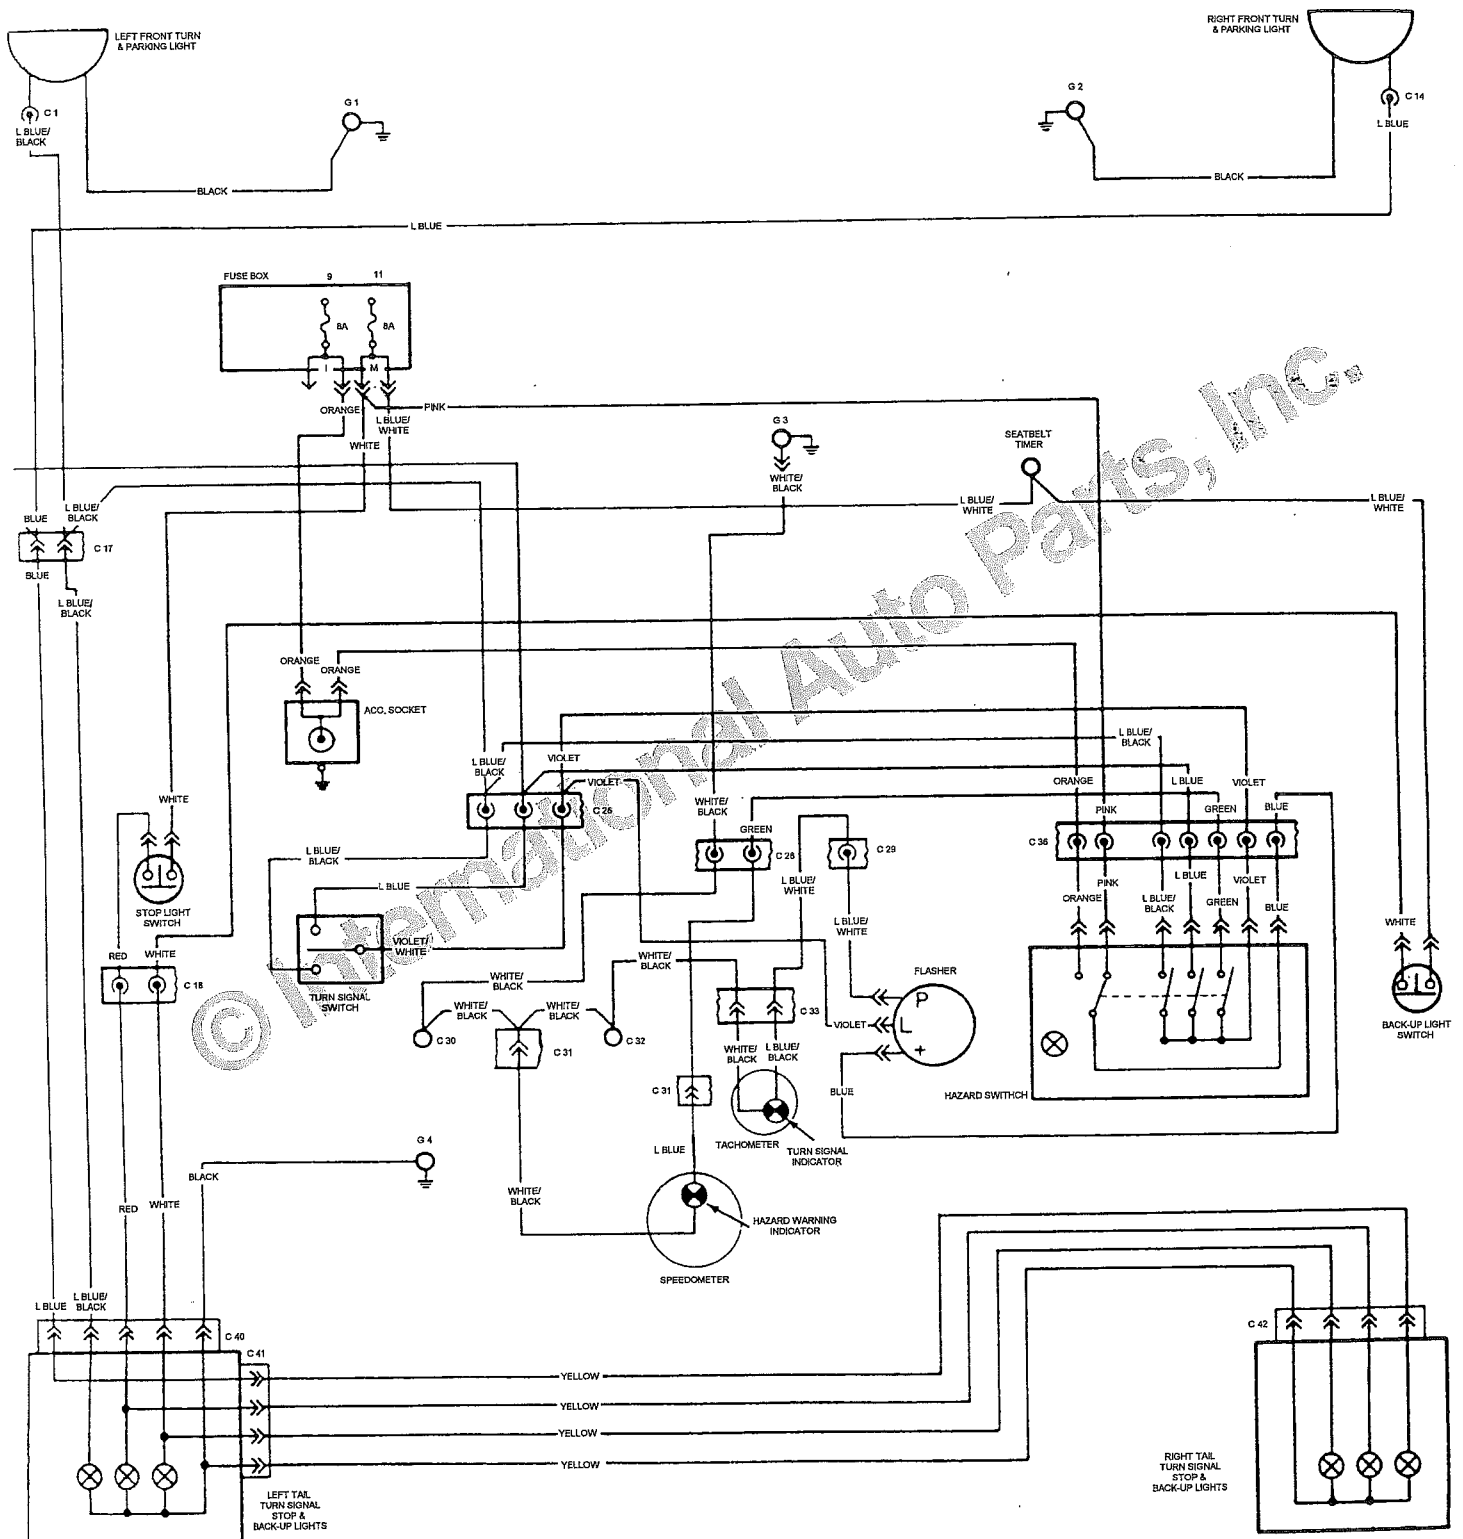 LEFT FRONT TURN
& PARKING LIGHT
RIGHT FRONT TURN
& PARKING LIGHT
C 1
L BLUE/
BLACK
G 1
G 2
C 14
L BLUE
BLACK
BLACK
L BLUE
FUSE BOX
9
11
8A
8A
I
M
ORANGE
PINK
L BLUE/
WHITE
WHITE
G 3
WHITE/
BLACK
SEATBELT
TIMER
L BLUE/
WHITE
L BLUE/
WHITE
BLUE
L BLUE/
BLACK
C 17
BLUE
L BLUE/
BLACK
ORANGE
ORANGE
ACC. SOCKET
L BLUE/
BLACK
VIOLET
VIOLET
C 25
WHITE/
BLACK
GREEN
C 28
C 29
L BLUE/
BLACK
ORANGE
PINK
L BLUE
GREEN
VIOLET
BLUE
C 36
WHITE
STOP LIGHT
SWITCH
L BLUE/
BLACK
L BLUE
VIOLET/
WHITE
TURN SIGNAL
SWITCH
L BLUE/
WHITE
L BLUE/
WHITE
ORANGE
PINK
L BLUE/
BLACK
L BLUE
GREEN
VIOLET
BLUE
WHITE
BACK-UP LIGHT
SWITCH
RED
WHITE
C 18
WHITE/
BLACK
WHITE/
BLACK
WHITE/
BLACK
WHITE/
BLACK
C 30
C 31
C 32
C 33
FLASHER
P
L
+
VIOLET
BLUE
HAZARD SWITHCH
WHITE/
BLACK
L BLUE/
BLACK
C 31
TACHOMETER
TURN SIGNAL
INDICATOR
L BLUE
G 4
BLACK
RED
WHITE
WHITE/
BLACK
HAZARD WARNING
INDICATOR
SPEEDOMETER
L BLUE
L BLUE/
BLACK
C 40
C 41
C 42
YELLOW
YELLOW
YELLOW
YELLOW
LEFT TAIL
TURN SIGNAL
STOP &
BACK-UP LIGHTS
RIGHT TAIL
TURN SIGNAL
STOP &
BACK-UP LIGHTS
© International Auto Parts, Inc.